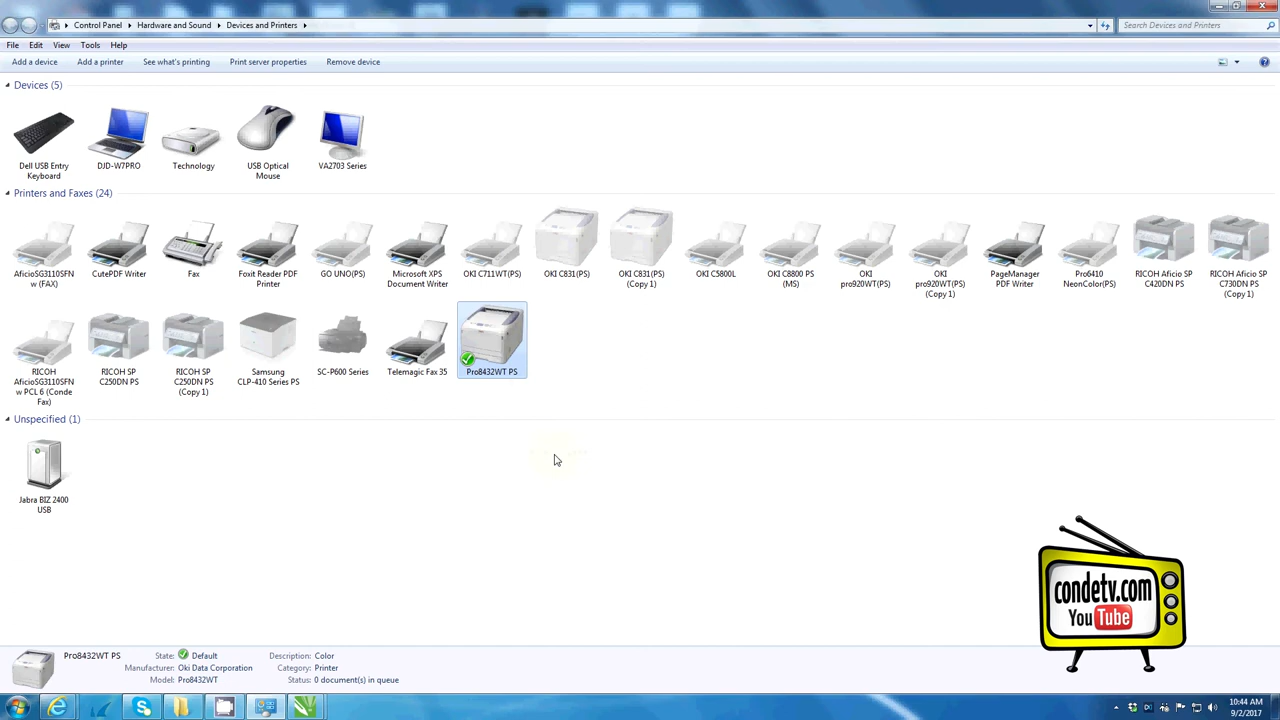 Control Panel Hardware and Sound Devices and Printers
Search Devices and Printers
File Edit View Tools Help
Add a device Add a printer See what's printing Print server properties Remove device
Devices (5)
Dell USB Entry
Keyboard
DJD-W7PRO
Technology
USB Optical
Mouse
VA2703 Series
Printers and Faxes (24)
AficioSG3110SFN
w (FAX)
CutePDF Writer
Fax
Foxit Reader PDF
Printer
GO UNO(PS)
Microsoft XPS
Document Writer
OKI C711WT(PS)
OKI C831(PS)
OKI C831(PS)
(Copy 1)
OKI C5800L
OKI C8800 PS
(MS)
OKI
pro920WT(PS)
OKI
pro920WT(PS)
(Copy 1)
PageManager
PDF Writer
Pro6410
NeonColor(PS)
RICOH Aficio SP
C420DN PS
RICOH Aficio SP
C730DN PS
(Copy 1)
RICOH
AficioSG3110SFN
w PCL 6 (Conde
Fax)
RICOH SP
C250DN PS
RICOH SP
C250DN PS
(Copy 1)
Samsung
CLP-410 Series PS
SC-P600 Series
Telemagic Fax 35
Pro8432WT PS
Unspecified (1)
Jabra BIZ 2400
USB
condetv.com
YouTube
Pro8432WT PS
State: Default
Manufacturer: Oki Data Corporation
Model: Pro8432WT
Description: Color
Category: Printer
Status: 0 document(s) in queue
10:44 AM
9/2/2017